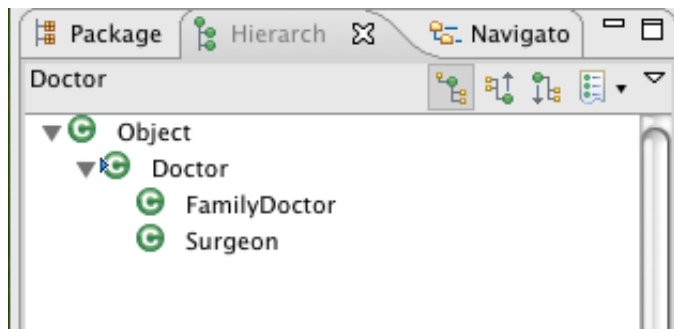 Package Hierarch Navigato
Doctor
Object
Doctor
FamilyDoctor
Surgeon